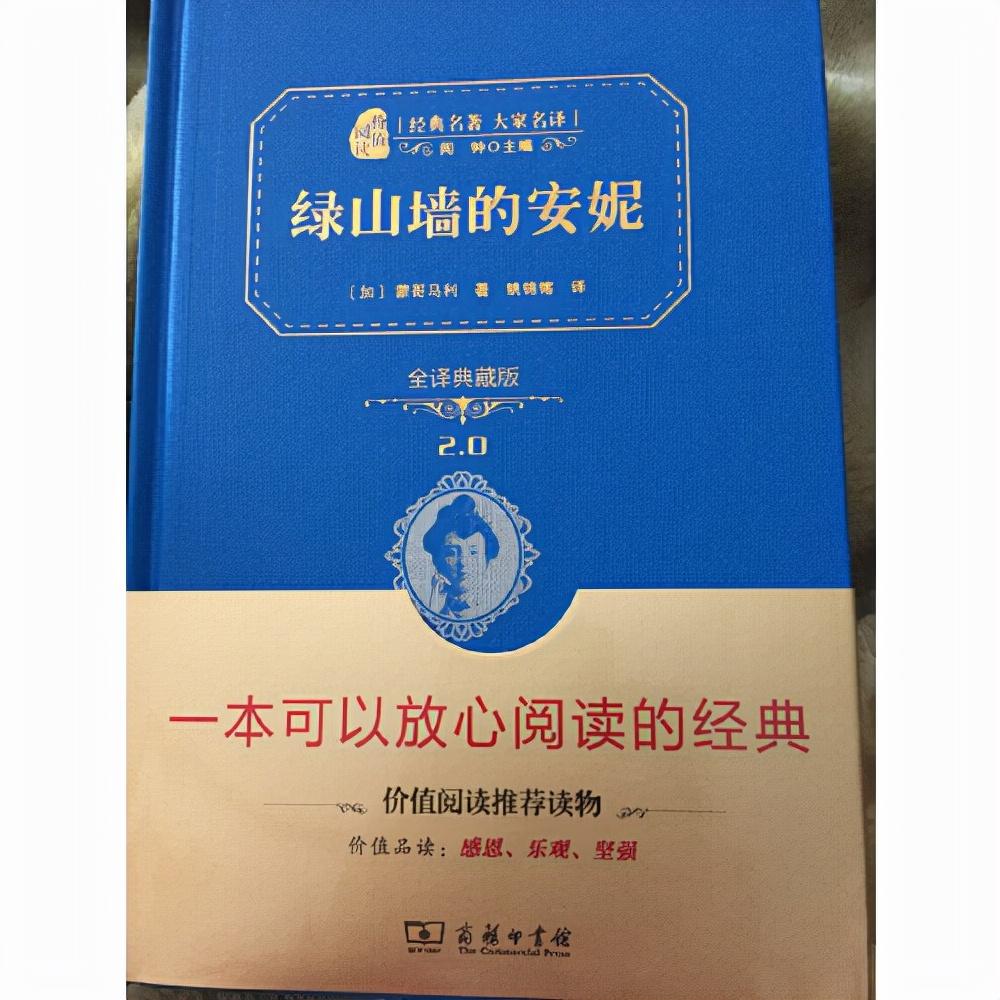 价值阅读
经典名著 大家名译
主编
绿山墙的安妮
〔加〕蒙哥马利 著 译
全译典藏版
2.0
一本可以放心阅读的经典
价值阅读推荐读物
价值品读：感恩、乐观、坚强
商务印书馆
The Commercial Press